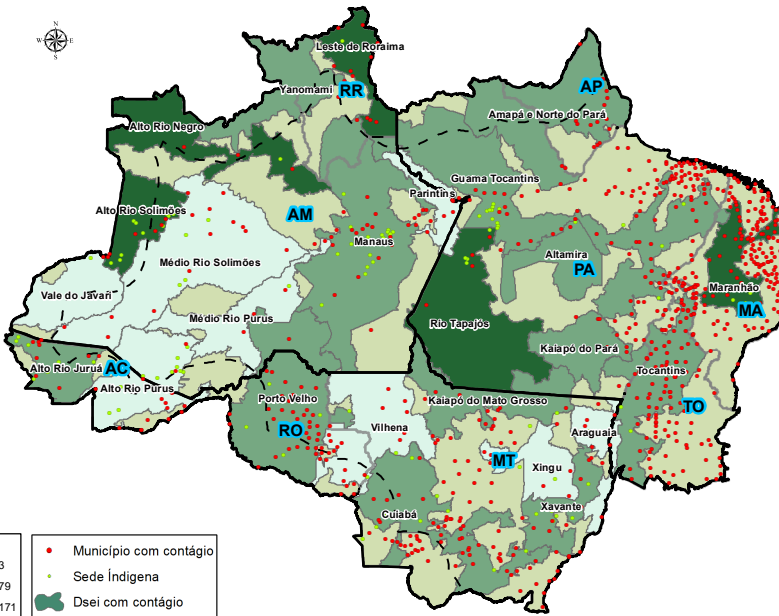 N
W E
S
Leste de Roraima
Yanomami
RR
AP
Amapá e Norte do Pará
Alto Rio Negro
Guama Tocantins
Parintins
Alto Rio Solimões
AM
Manaus
Altamira
PA
Médio Rio Solimões
Maranhão
MA
Vale do Javari
Médio Rio Purus
Rio Tapajós
Kaiapó do Pará
Alto Rio Juruá
AC
Tocantins
Alto Rio Purus
Porto Velho
Kaiapó do Mato Grosso
TO
RO
Vilhena
Araguaia
MT
Xingu
Xavante
Cuiabá
Município com contágio
3
Sede Índigena
79
Dsei com contágio
171